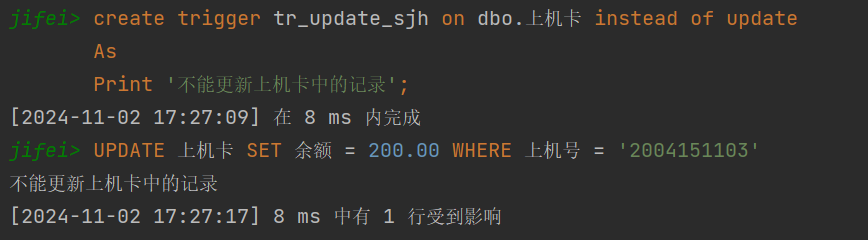 jifei> create trigger tr_update_sjh on dbo.上机卡 instead of update
As
Print '不能更新上机卡中的记录';
[2024-11-02 17:27:09] 在 8 ms 内完成
jifei> UPDATE 上机卡 SET 余额 = 200.00 WHERE 上机号 = '2004151103'
不能更新上机卡中的记录
[2024-11-02 17:27:17] 8 ms 中有 1 行受到影响